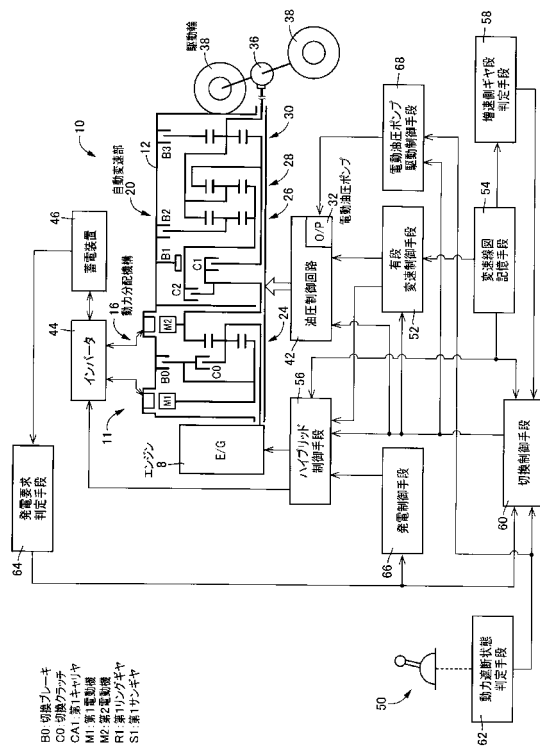 B0:切換ブレーキ
C0:切換クラッチ
CA1:第1キャリヤ
M1:第1電動機
M2:第2電動機
R1:第1リングギヤ
S1:第1サンギヤ
10
発電要求
判定手段
64
インバータ
44
蓄電装置
46
11
16
動力分配機構
自動変速部
20
12
駆動輪
38
38
36
エンジン
8
E/G
M1
B0
C0
M2
C2
C1
B1
B2
B3
24
26
28
30
ハイブリッド
制御手段
56
油圧制御回路
42
O/P
32
電動油圧ポンプ
発電制御手段
66
有段
変速制御手段
52
電動油圧ポンプ
駆動制御手段
68
変速線図
記憶手段
54
増速側ギヤ段
判定手段
58
切換制御手段
60
50
動力遮断状態
判定手段
62